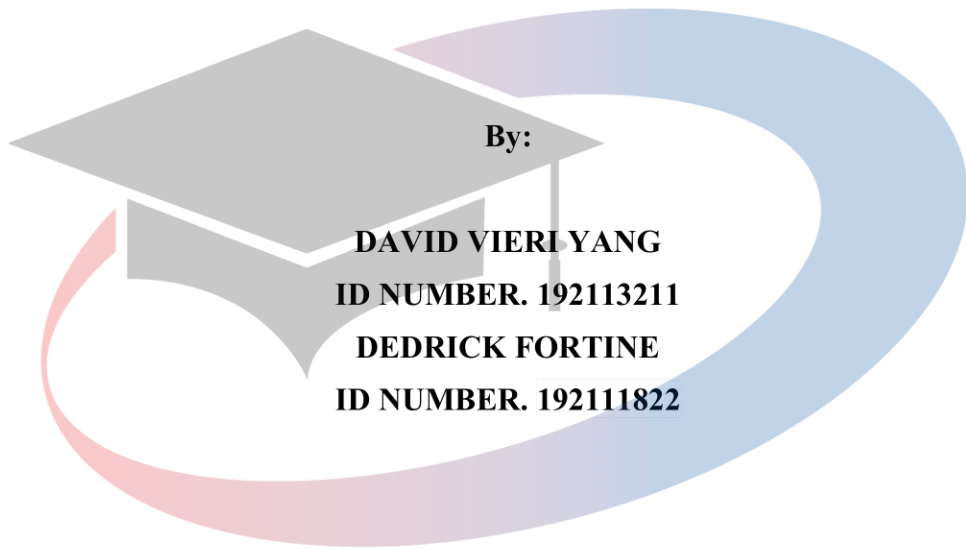 By:
DAVID VIERI YANG
ID NUMBER. 192113211
DEDRICK FORTINE
ID NUMBER. 192111822